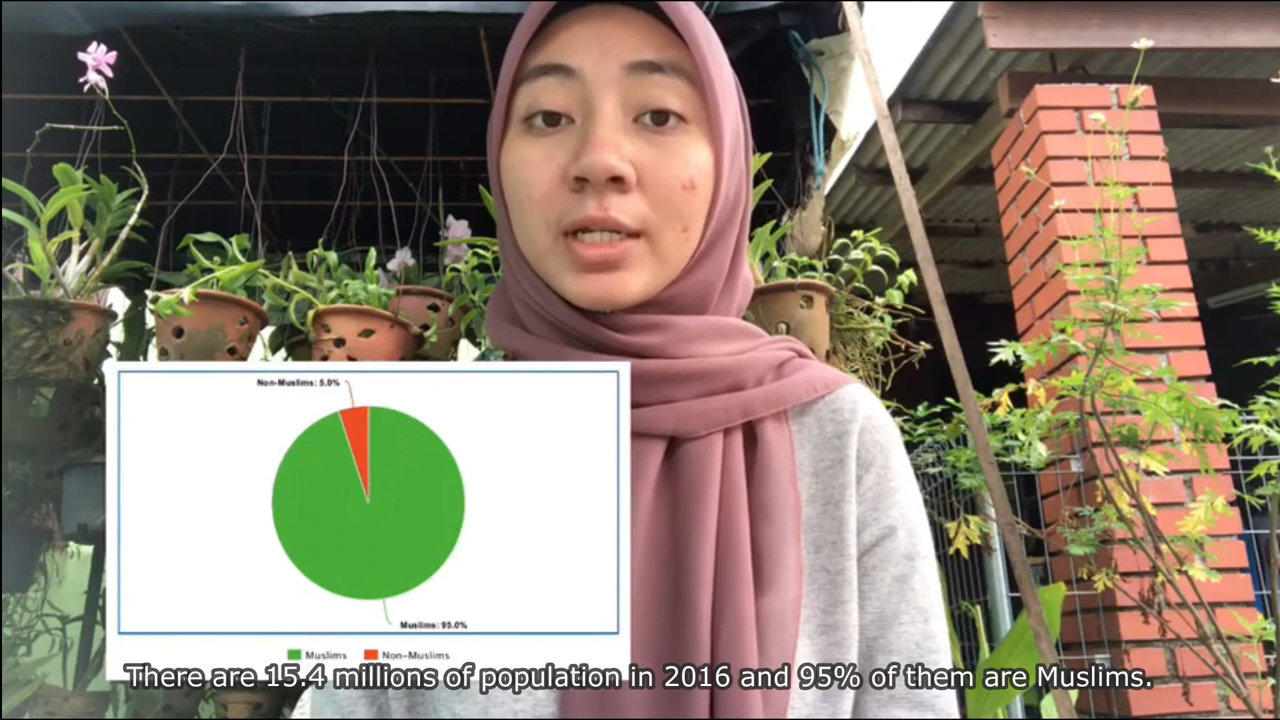 Non-Muslims: 5.0%
Muslims: 95.0%
Muslims Non-Muslims
There are 15.4 millions of population in 2016 and 95% of them are Muslims.